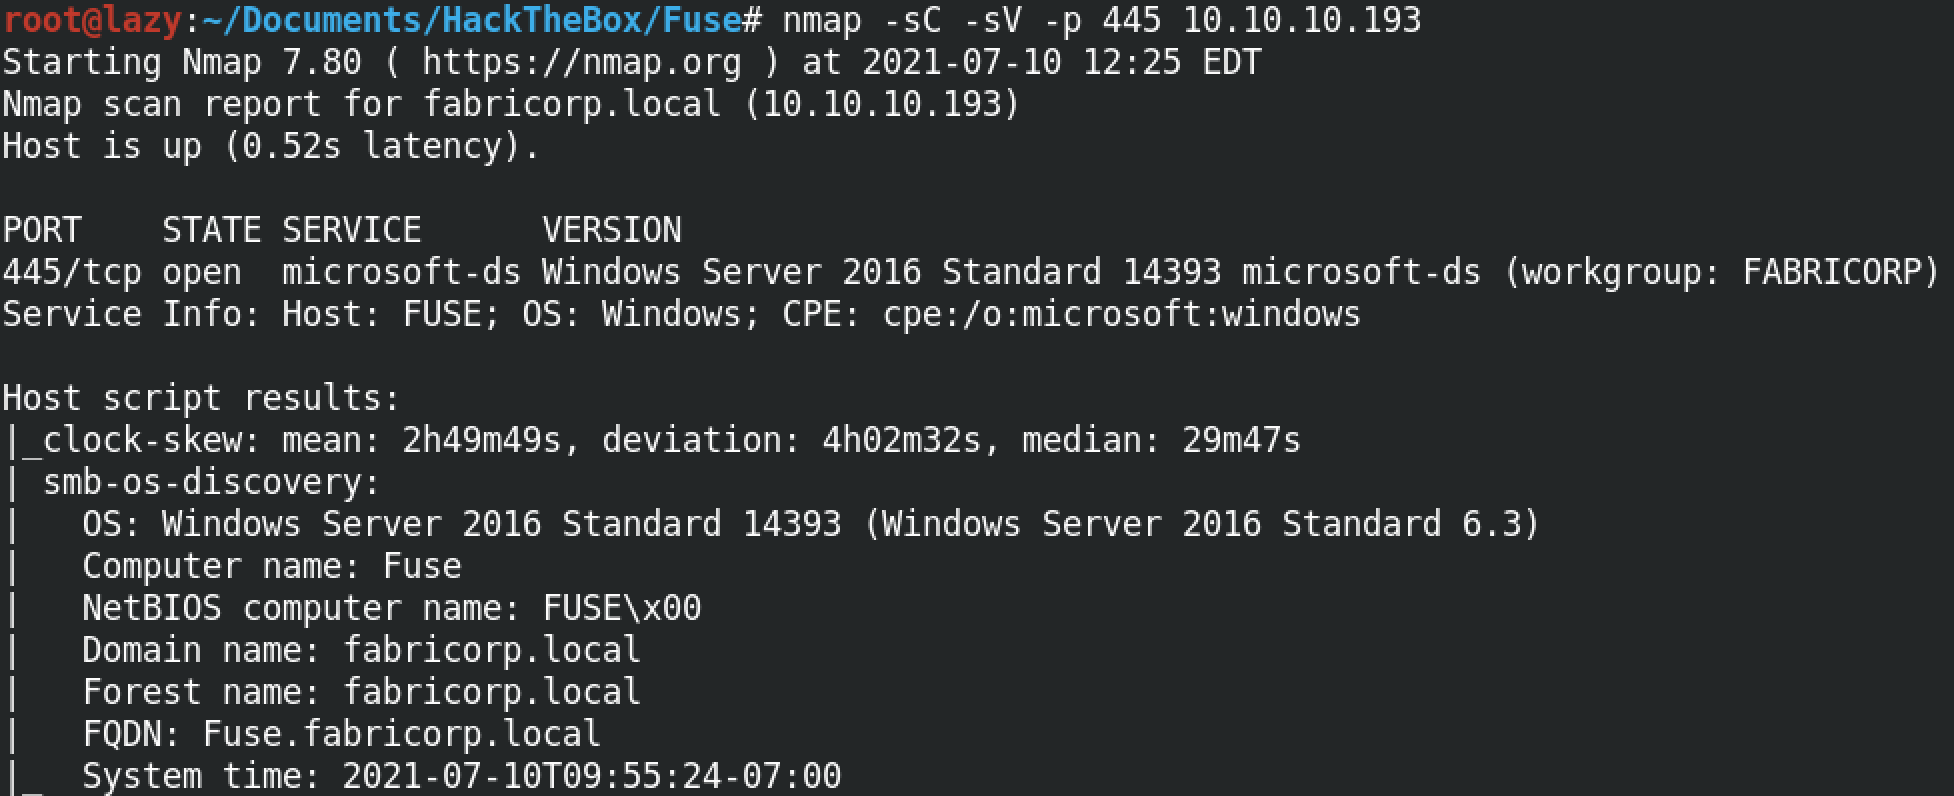 root@lazy:~/Documents/HackTheBox/Fuse# nmap -sC -sV -p 445 10.10.10.193
Starting Nmap 7.80 ( https://nmap.org ) at 2021-07-10 12:25 EDT
Nmap scan report for fabricorp.local (10.10.10.193)
Host is up (0.52s latency).

PORT    STATE SERVICE      VERSION
445/tcp open  microsoft-ds Windows Server 2016 Standard 14393 microsoft-ds (workgroup: FABRICORP)
Service Info: Host: FUSE; OS: Windows; CPE: cpe:/o:microsoft:windows

Host script results:
|_clock-skew: mean: 2h49m49s, deviation: 4h02m32s, median: 29m47s
| smb-os-discovery:
|   OS: Windows Server 2016 Standard 14393 (Windows Server 2016 Standard 6.3)
|   Computer name: Fuse
|   NetBIOS computer name: FUSE\x00
|   Domain name: fabricorp.local
|   Forest name: fabricorp.local
|   FQDN: Fuse.fabricorp.local
|_  System time: 2021-07-10T09:55:24-07:00